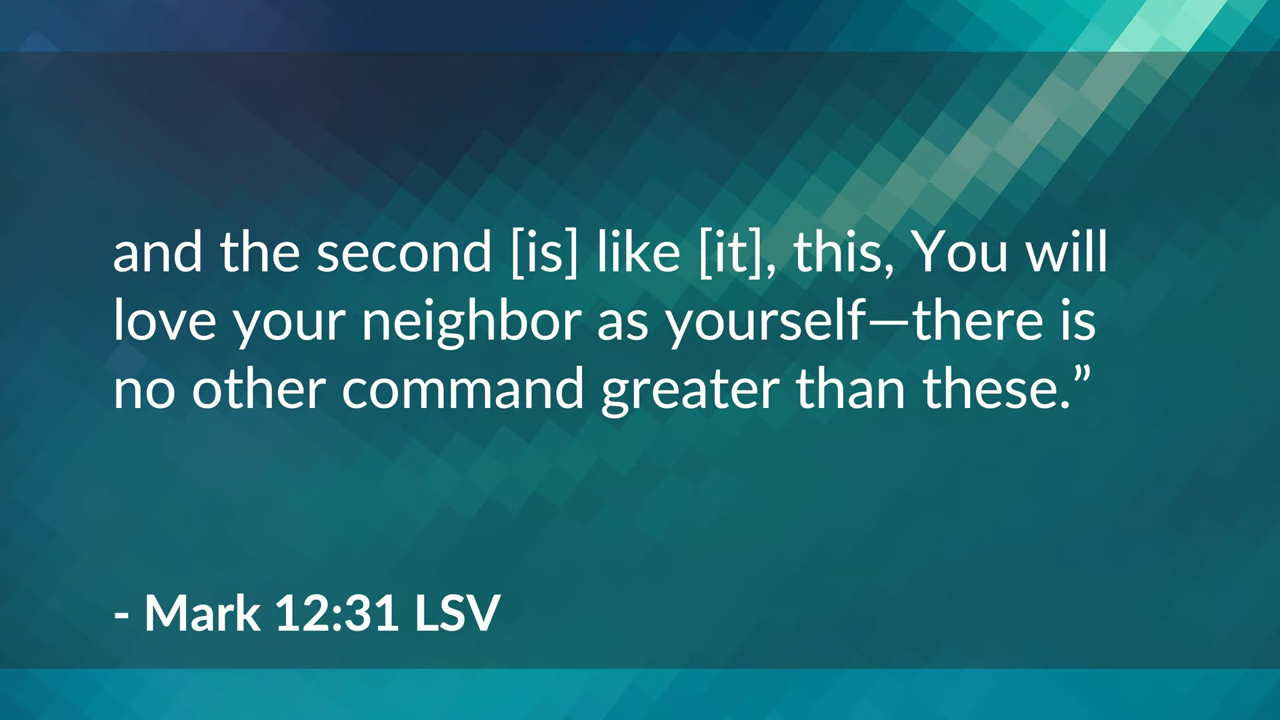 and the second [is] like [it], this, You will
love your neighbor as yourself—there is
no other command greater than these.”
- Mark 12:31 LSV